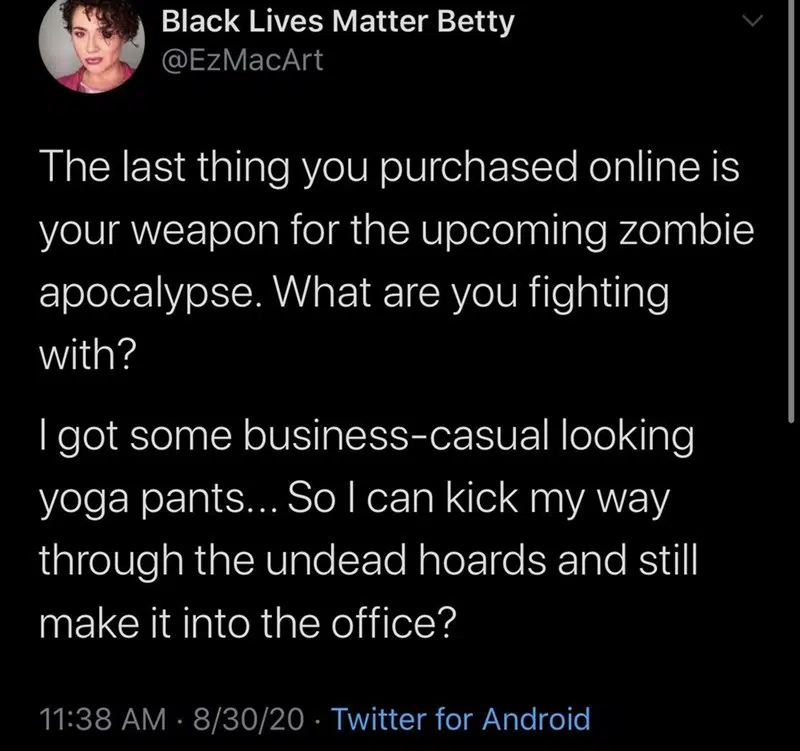 Black Lives Matter Betty
@EzMacArt
The last thing you purchased online is
your weapon for the upcoming zombie
apocalypse. What are you fighting
with?
I got some business-casual looking
yoga pants... So I can kick my way
through the undead hoards and still
make it into the office?
11:38 AM · 8/30/20 · Twitter for Android